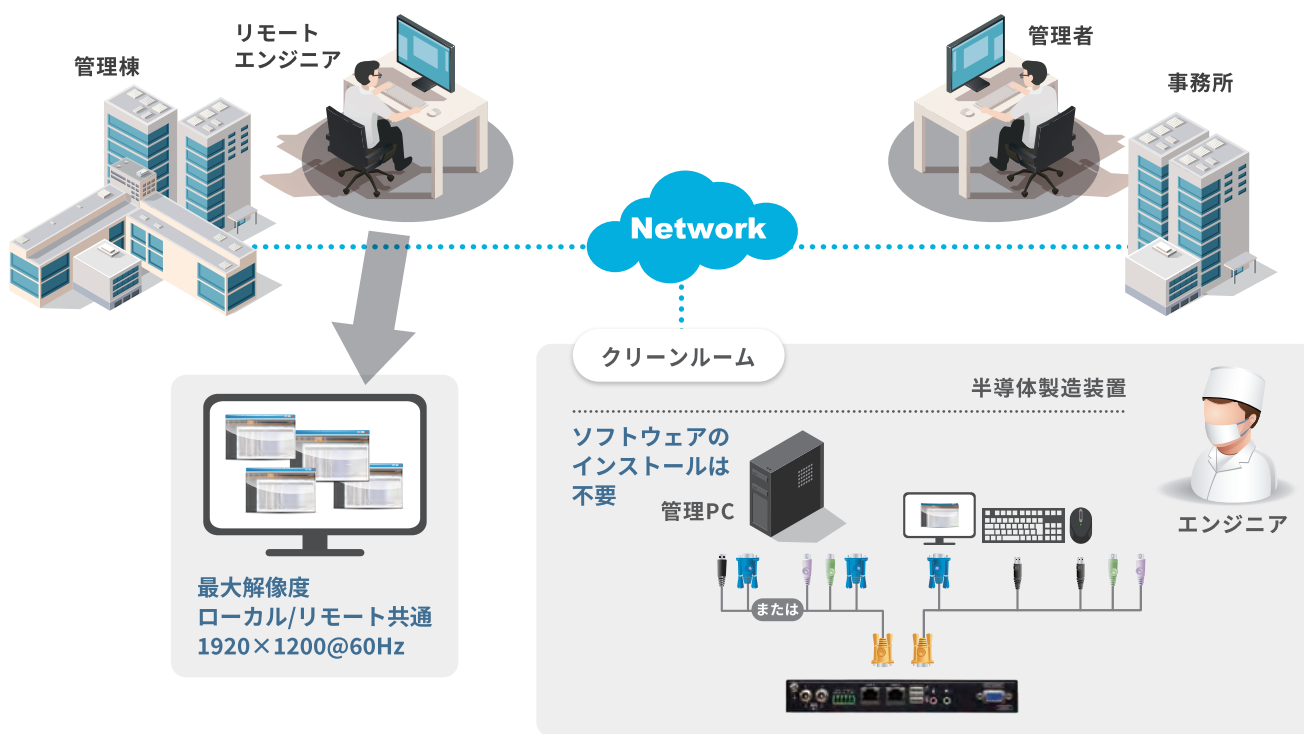 リモート
エンジニア
管理棟
管理者
事務所
Network
クリーンルーム
半導体製造装置
ソフトウェアの
インストールは
不要
管理PC
エンジニア
または
最大解像度
ローカル/リモート共通
1920×1200@60Hz